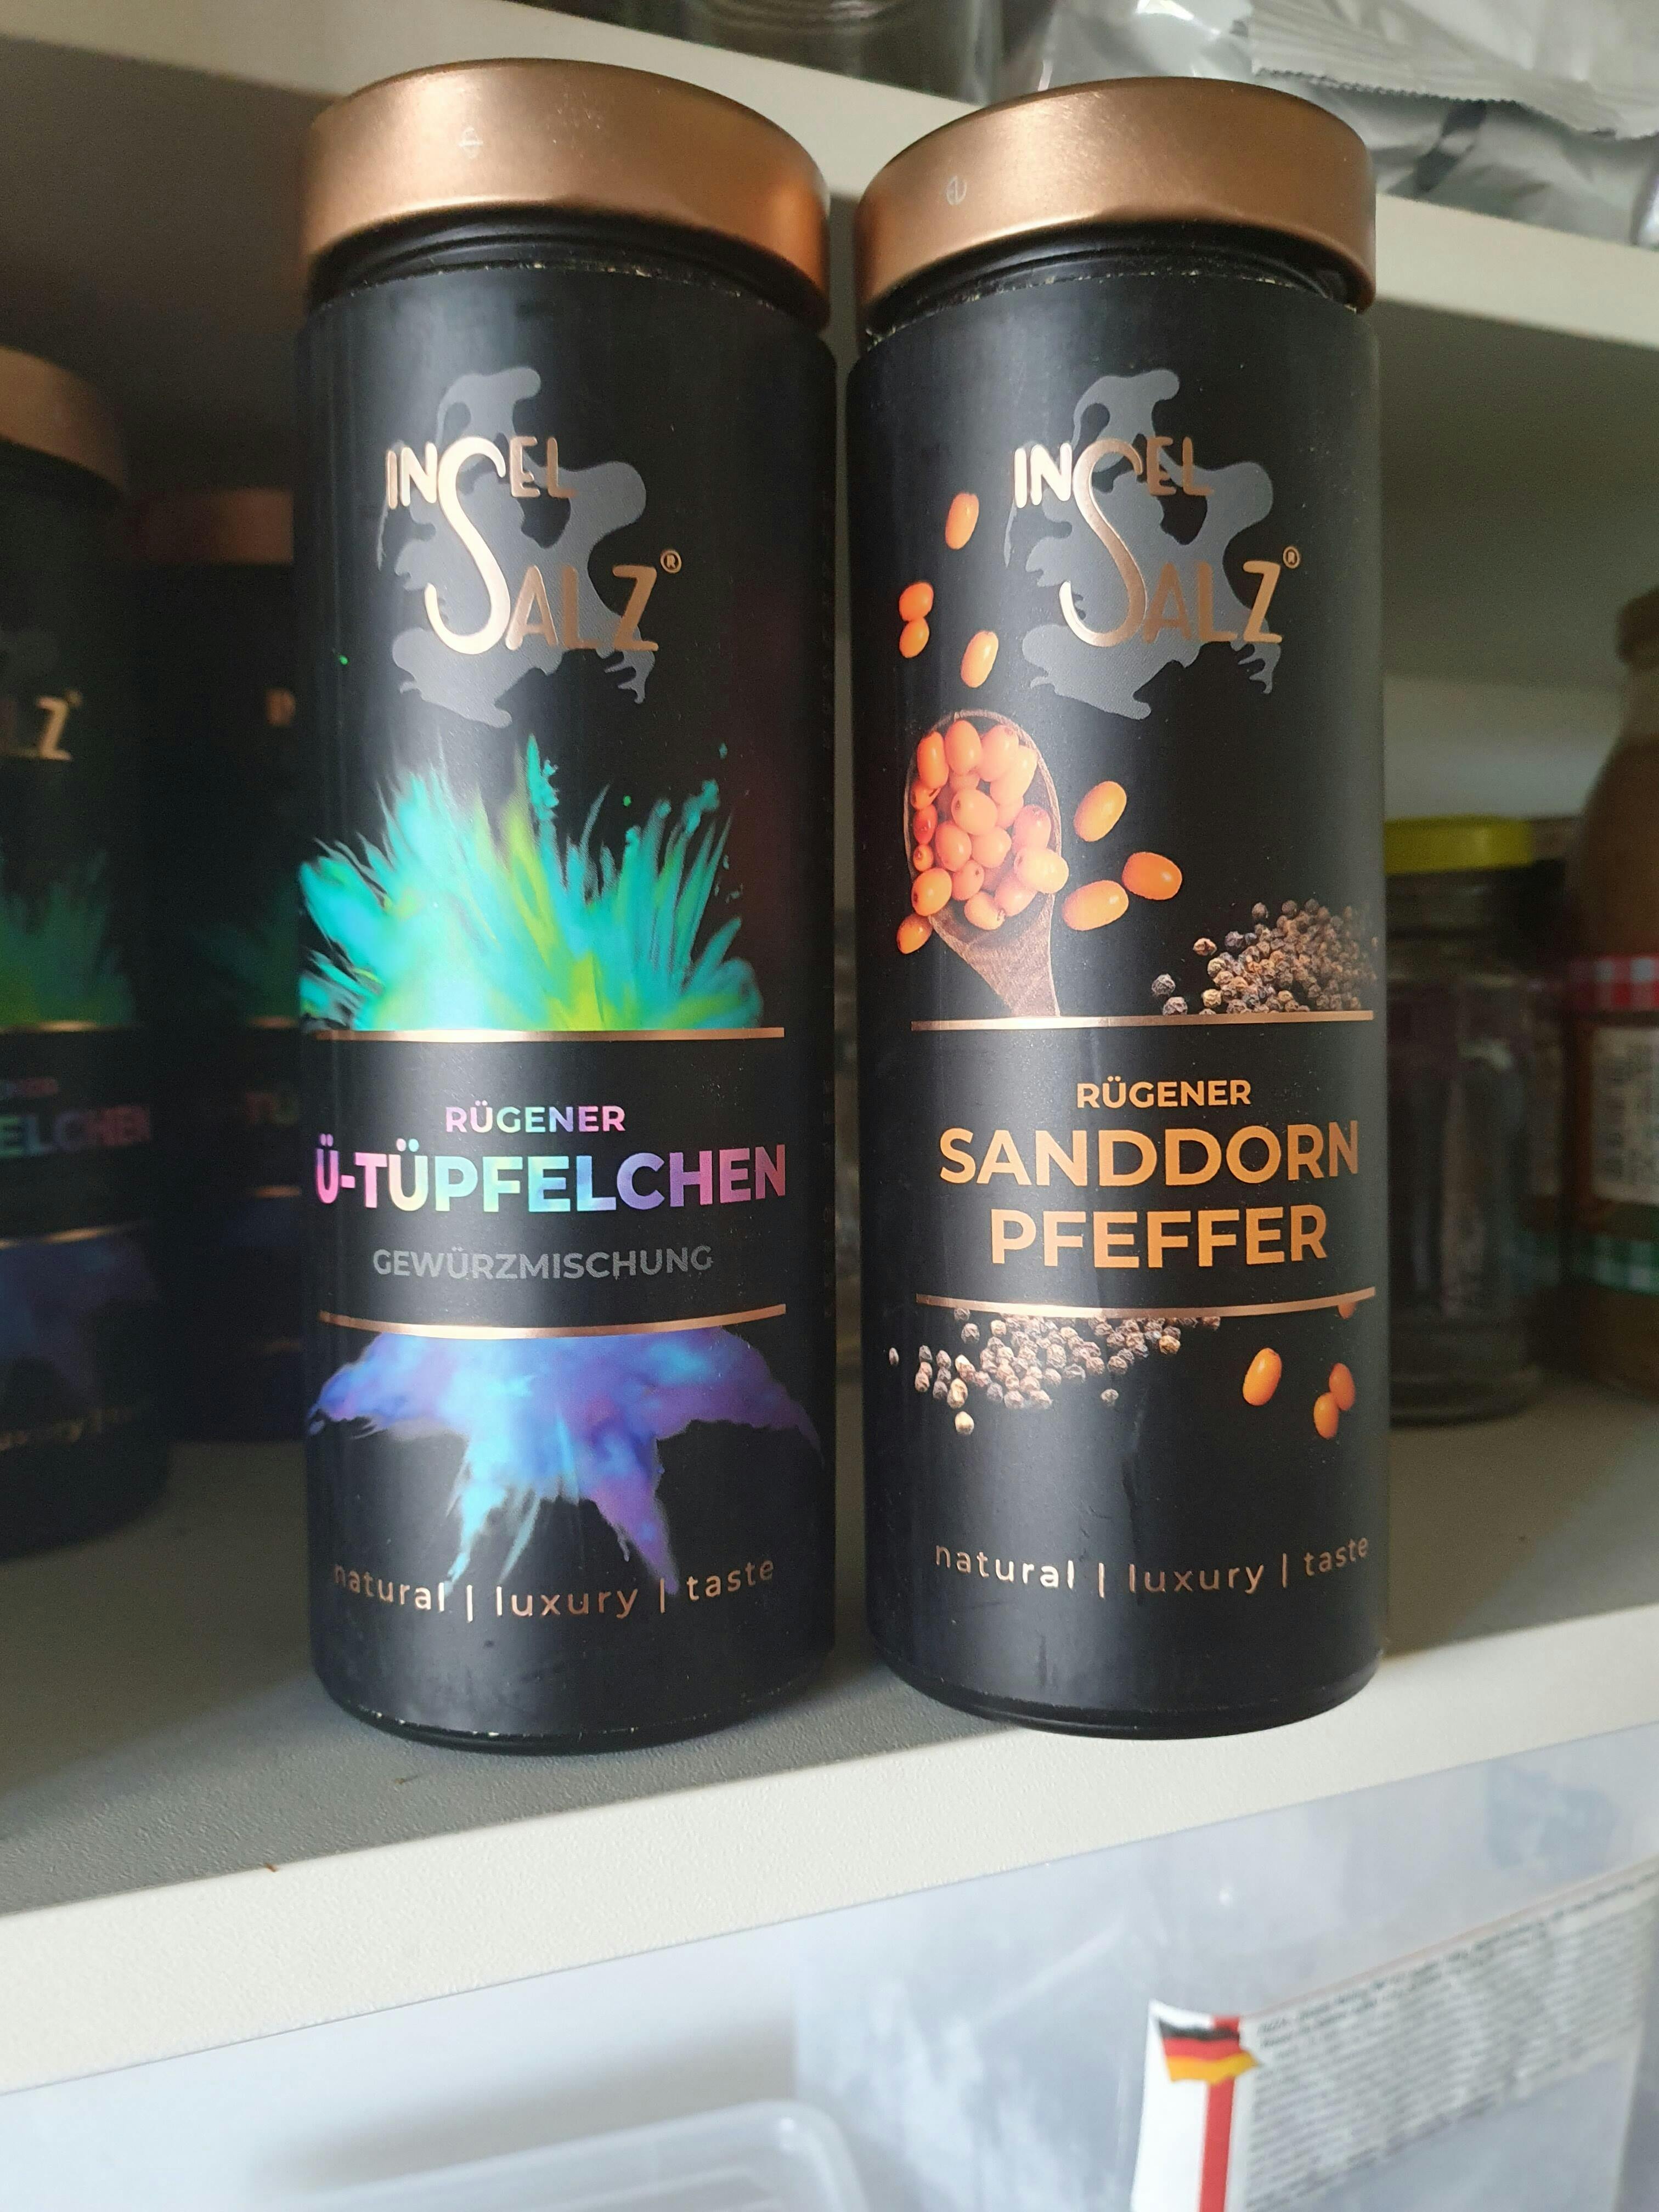 INSEL
SALZ®
RÜGENER
Ü-TÜPFELCHEN
GEWÜRZMISCHUNG
natural | luxury | taste
INSEL
SALZ®
RÜGENER
SANDDORN
PFEFFER
natural | luxury | taste